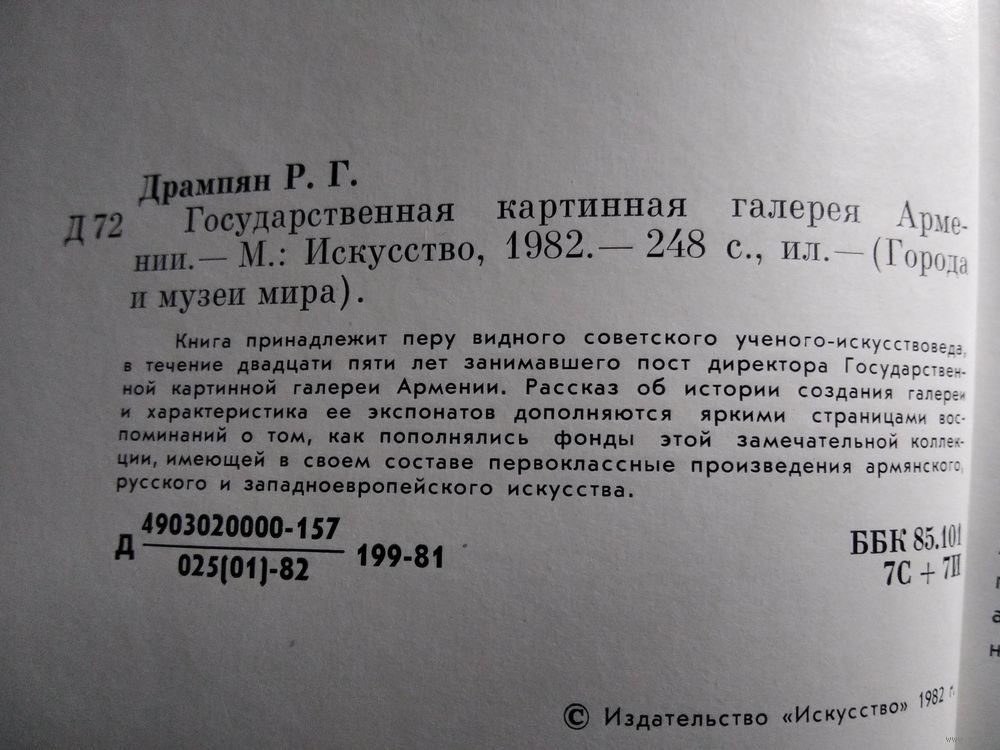 Дрампян Р. Г.
Д 72 Государственная картинная галерея Арме-
нии.— М.: Искусство, 1982.— 248 с., ил.— (Города
и музеи мира).
Книга принадлежит перу видного советского ученого-искусствоведа,
в течение двадцати пяти лет занимавшего пост директора Государствен-
ной картинной галереи Армении. Рассказ об истории создания галереи
и характеристика ее экспонатов дополняются яркими страницами вос-
поминаний о том, как пополнялись фонды этой замечательной коллек-
ции, имеющей в своем составе первоклассные произведения армянского,
русского и западноевропейского искусства.
Д 4903020000-157
025(01)-82 199-81
ББК 85.101
7С + 7И
© Издательство «Искусство» 1982 г.